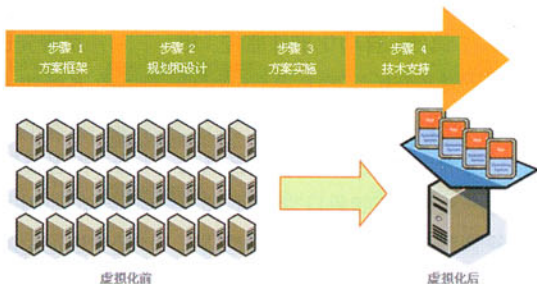 步骤 1
方案框架
步骤 2
规划和设计
步骤 3
方案实施
步骤 4
技术支持
虚拟化前
虚拟化后